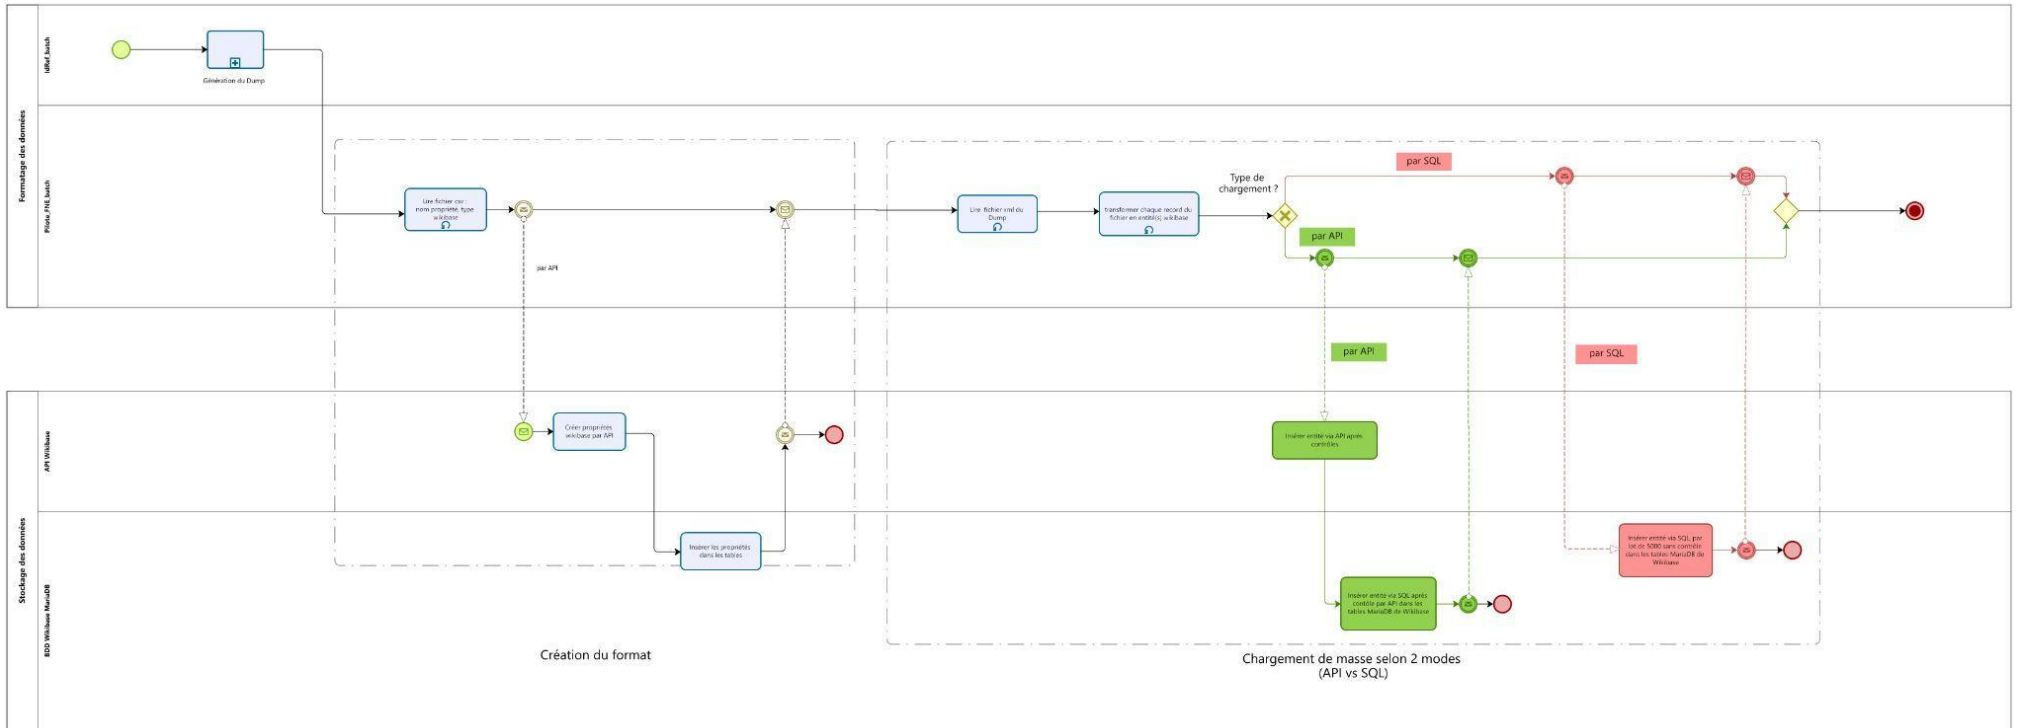 Formatage des données
IdRef_batch
Génération du Dump
Pilote_FNE_batch
Lire fichier csv :
nom propriété, type
wikibase
par API
Lire fichier xml du
Dump
transformer chaque record du
fichier en entité(s) wikibase
Type de
chargement ?
par SQL
par API
par API
par SQL
Stockage des données
API Wikibase
Créer propriétés
wikibase par API
Insérer entité via API après
contrôles
BDD Wikibase MariaDB
Insérer les propriétés
dans les tables
Insérer entité via SQL après
contôle par API dans les
tables MariaDB de Wikibase
Insérer entité via SQL par
lot de 5000 sans contrôle
dans les tables MariaDB de
Wikibase
Création du format
Chargement de masse selon 2 modes
(API vs SQL)